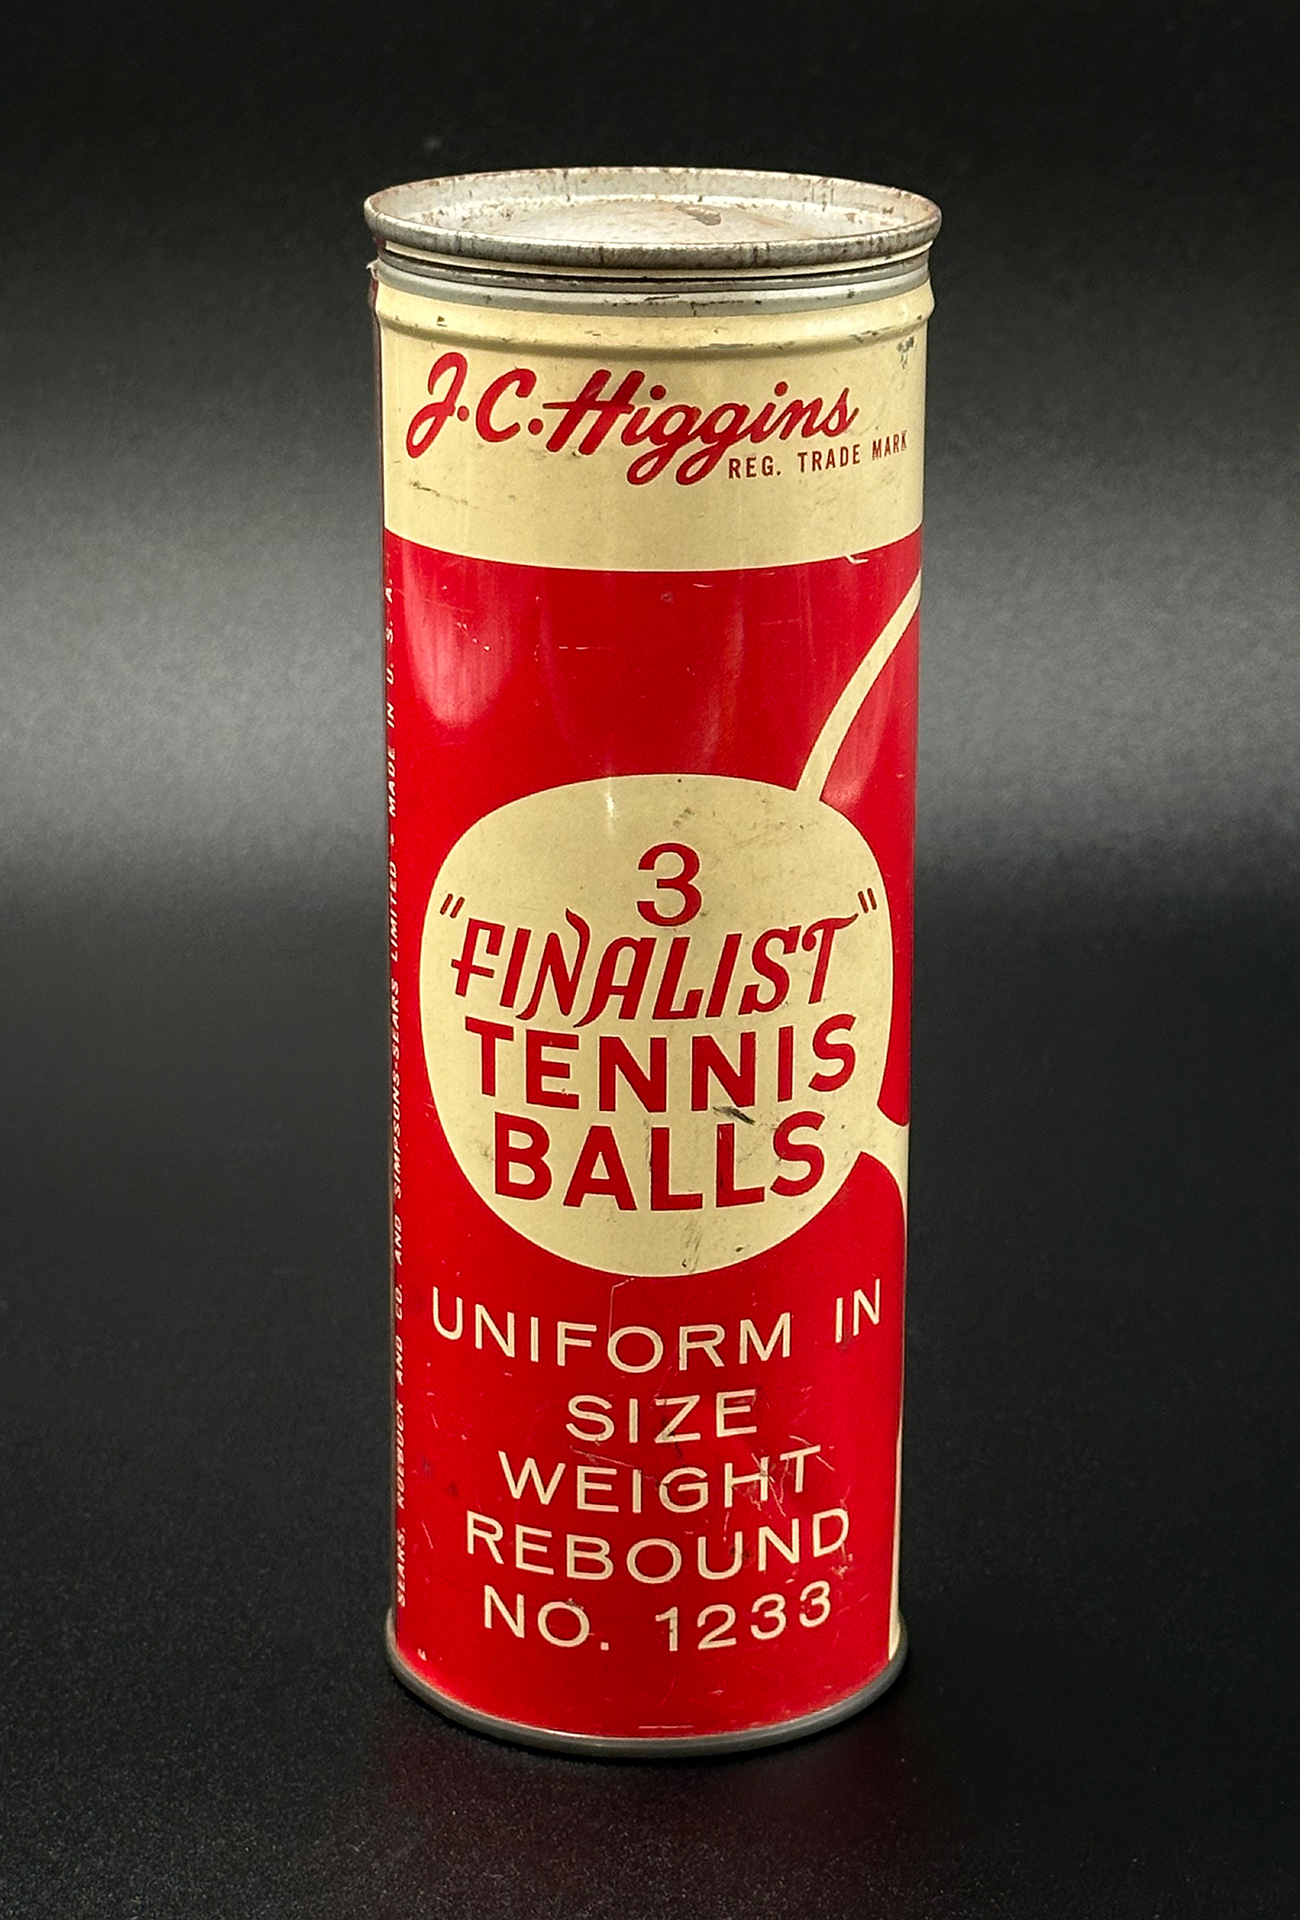 J.C.Higgins
REG. TRADE MARK
3
"FINALIST"
TENNIS
BALLS
UNIFORM IN
SIZE
WEIGHT
REBOUND
NO. 1233
SEARS, ROEBUCK AND CO. AND SIMPSONS-SEARS LIMITED • MADE IN U. S. A.